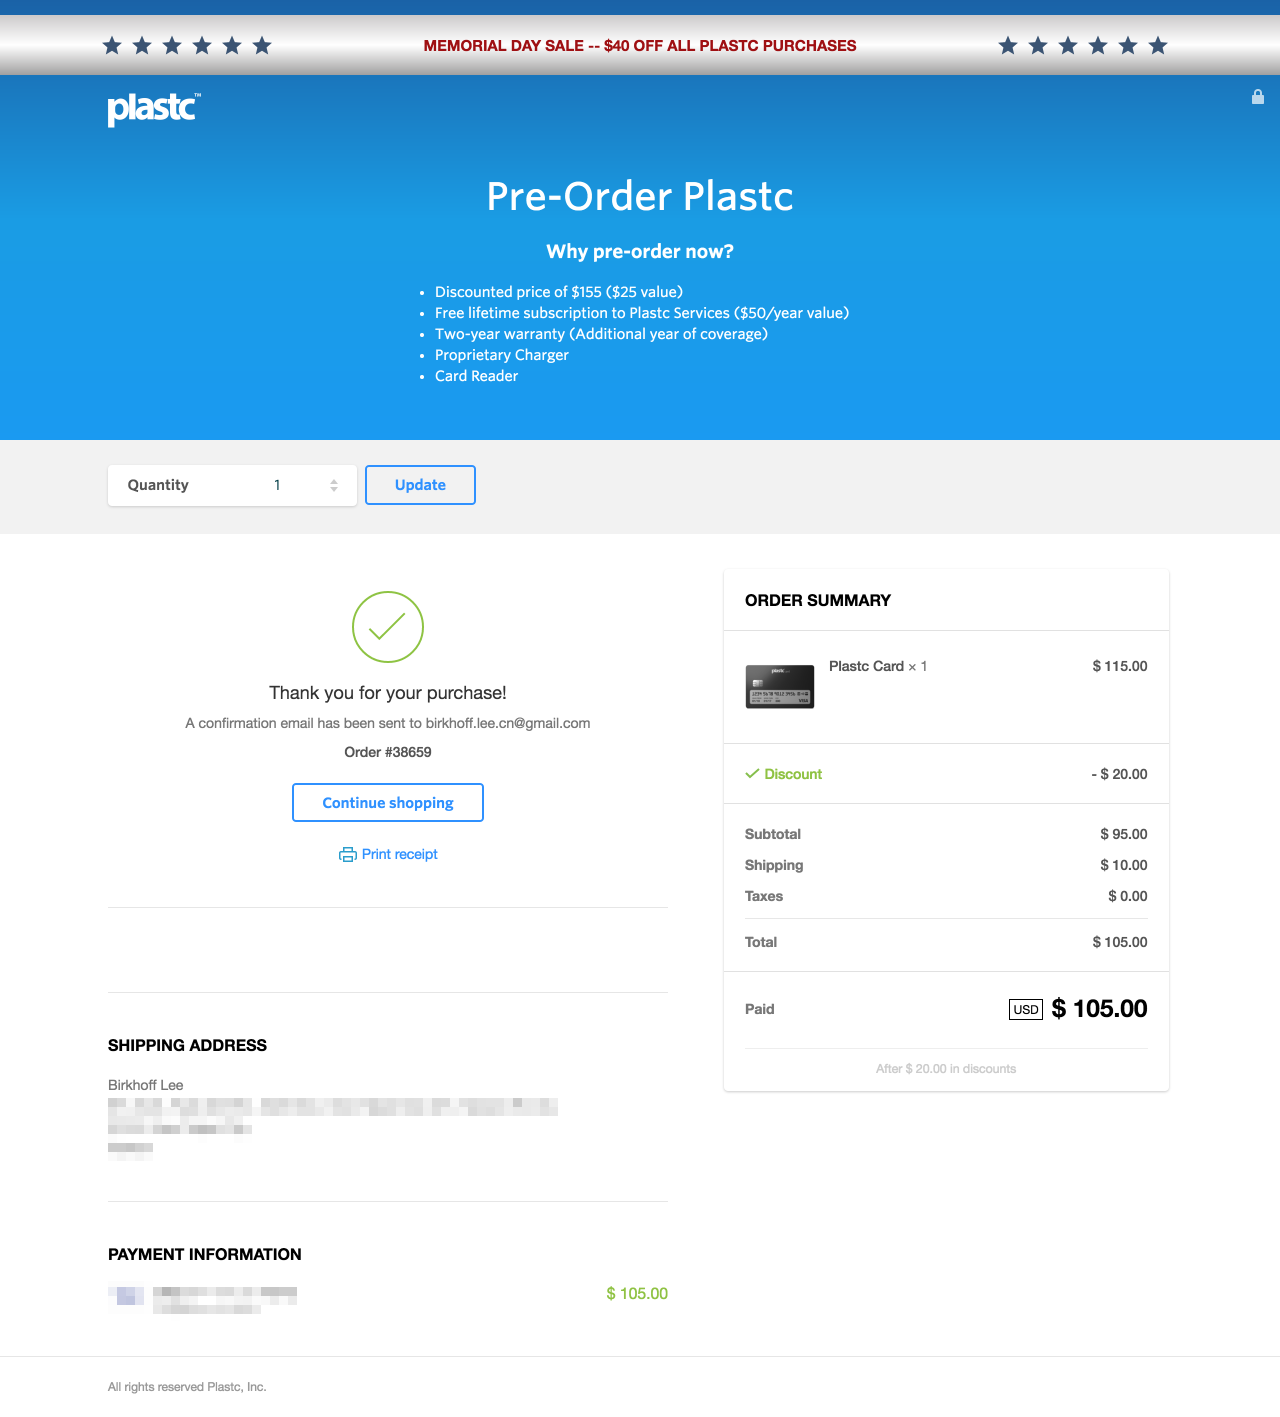 MEMORIAL DAY SALE -- $40 OFF ALL PLASTC PURCHASES
plastc™
Pre-Order Plastc
Why pre-order now?
• Discounted price of $155 ($25 value)
• Free lifetime subscription to Plastc Services ($50/year value)
• Two-year warranty (Additional year of coverage)
• Proprietary Charger
• Card Reader
Quantity 1
Update
Thank you for your purchase!
A confirmation email has been sent to birkhoff.lee.cn@gmail.com
Order #38659
Continue shopping
Print receipt
SHIPPING ADDRESS
Birkhoff Lee
PAYMENT INFORMATION
$ 105.00
ORDER SUMMARY
plastc
VISA
Plastc Card × 1 $ 115.00
Discount - $ 20.00
Subtotal $ 95.00
Shipping $ 10.00
Taxes $ 0.00
Total $ 105.00
Paid USD $ 105.00
After $ 20.00 in discounts
All rights reserved Plastc, Inc.